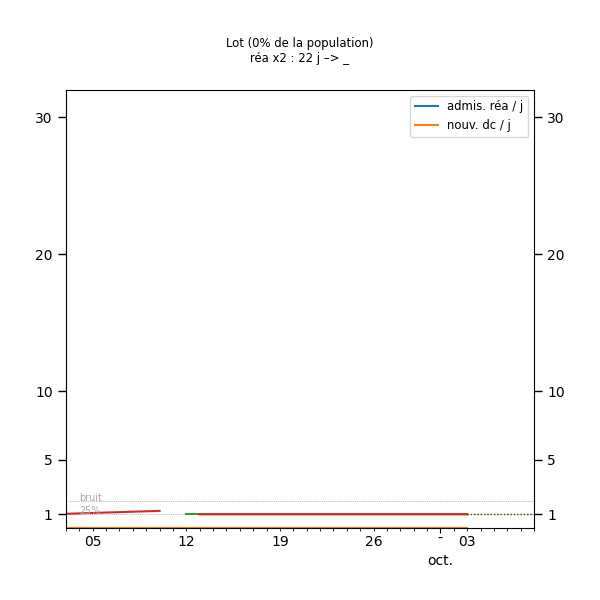 Lot (0% de la population)
réa x2 : 22 j –> _
admis. réa / j
nouv. dc / j
30
30
20
20
10
10
5
5
bruit
25%
1
1
05 12 19 26 - 03
oct.